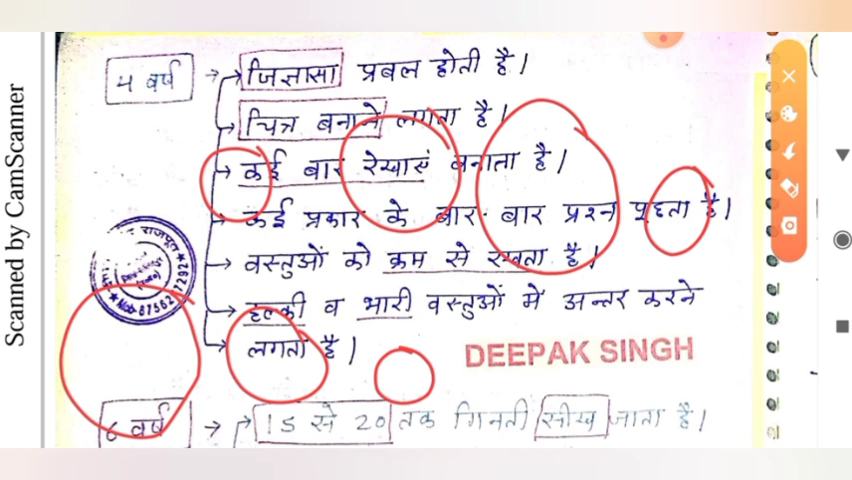 Scanned by CamScanner
4 वर्ष → → जिज्ञासा प्रबल होती है।
→ चित्र बनाने लगता है।
→ कई बार रेखाएं बनाता है।
→ कई प्रकार के बार-बार प्रश्न पूछता है।
→ वस्तुओं को क्रम से रखता है।
→ हल्की व भारी वस्तुओं में अन्तर करने
→ लगता है।
राजपूत
DEEPAK SINGH
6 वर्ष → 15 से 20 तक गिनती सीख जाता है।